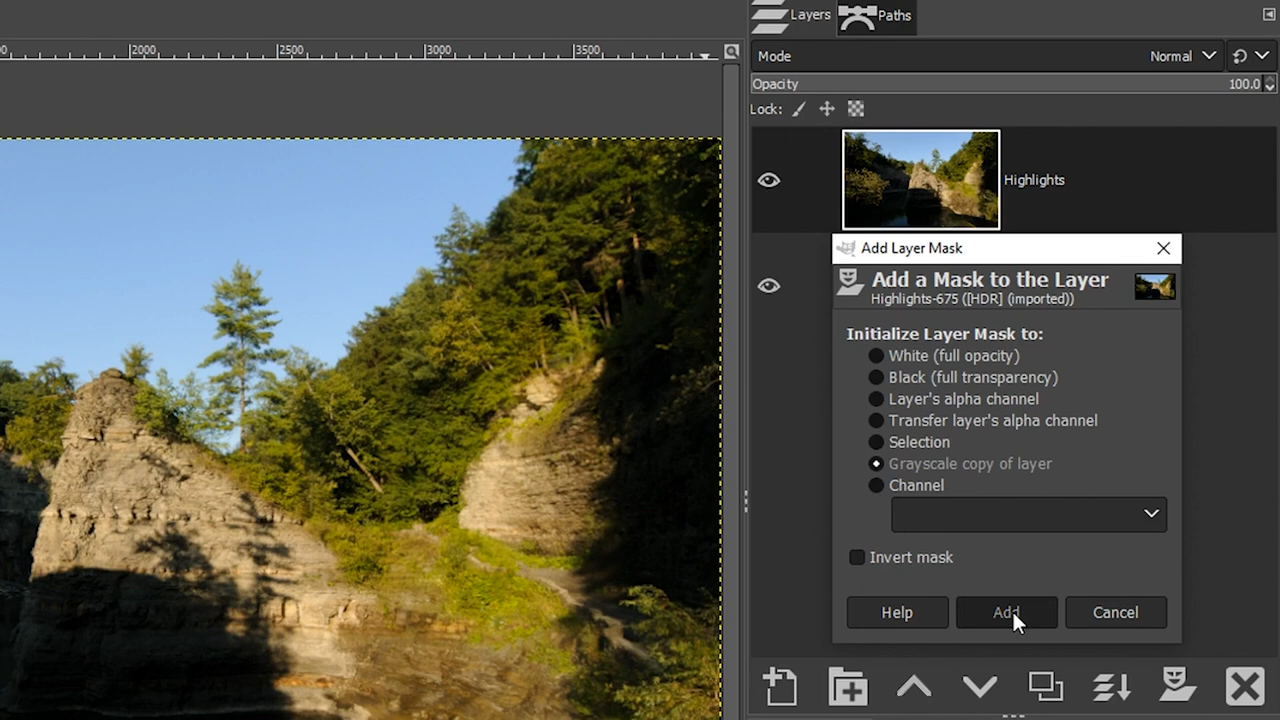 Layers
Paths
2000
2500
3000
3500
Mode
Normal
Opacity
100.0
Lock:
Highlights
Add Layer Mask
Add a Mask to the Layer
Highlights-675 ([HDR] (imported))
Initialize Layer Mask to:
White (full opacity)
Black (full transparency)
Layer's alpha channel
Transfer layer's alpha channel
Selection
Grayscale copy of layer
Channel
Invert mask
Help
Add
Cancel